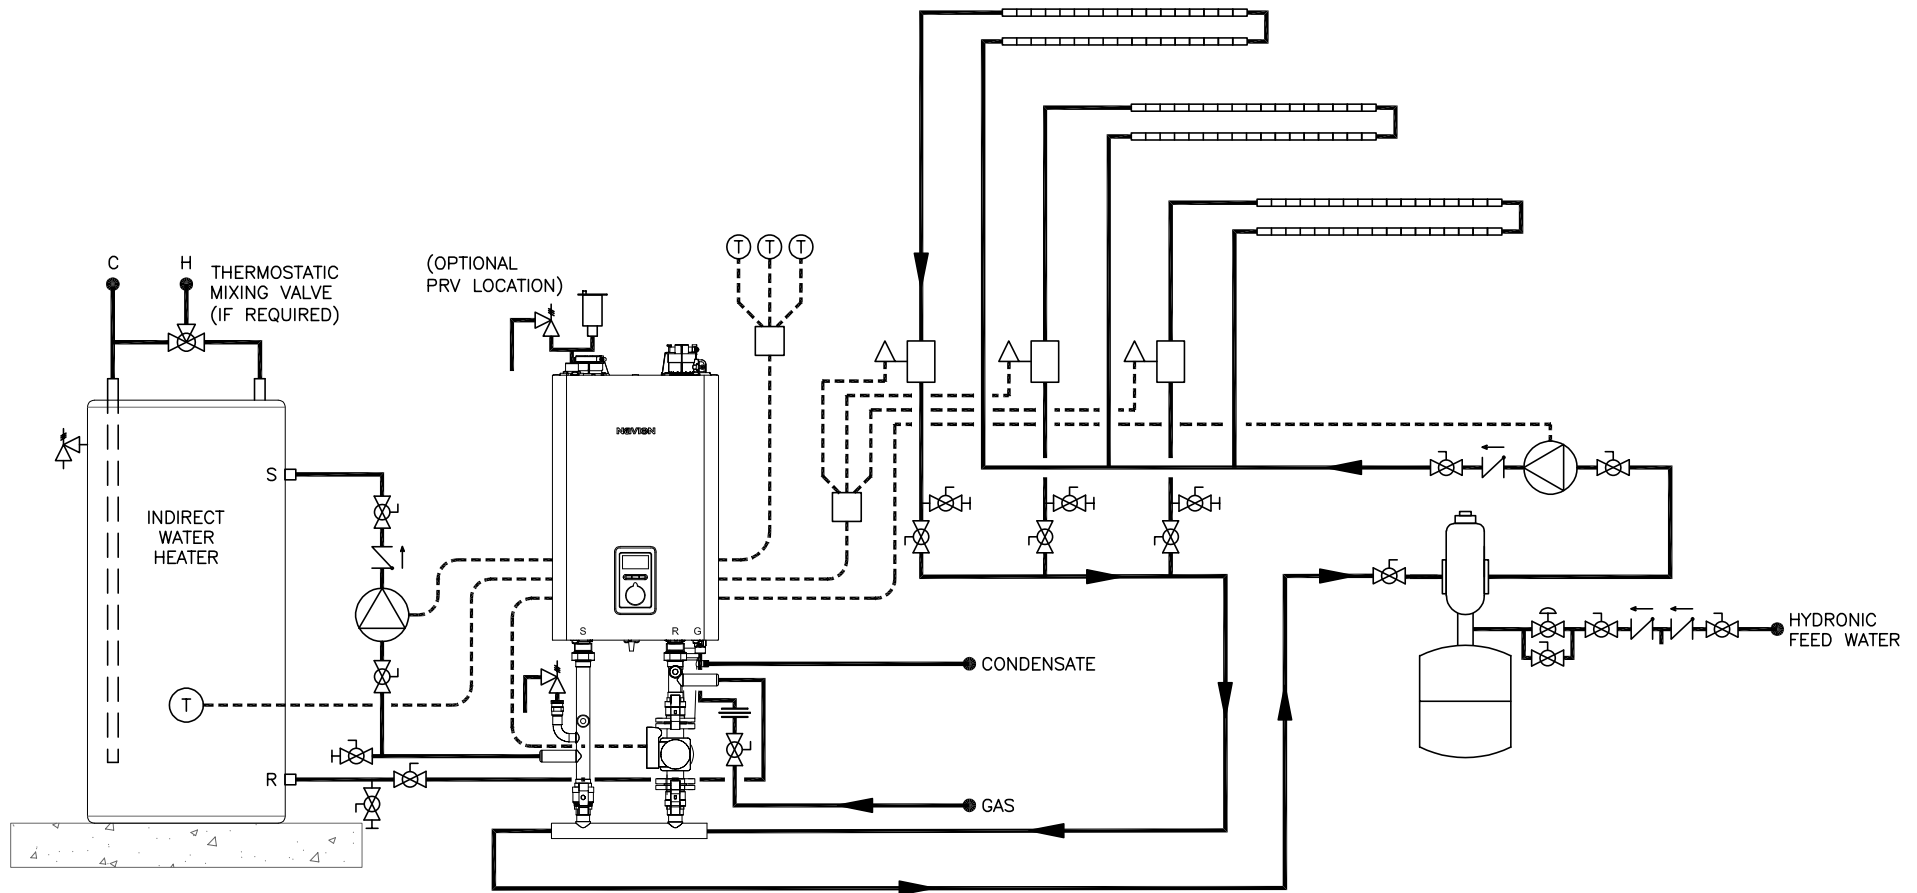 C
H
THERMOSTATIC
MIXING VALVE
(IF REQUIRED)
(OPTIONAL
PRV LOCATION)
T
T
T
NAVIEN
S
INDIRECT
WATER
HEATER
T
R
S
R
G
CONDENSATE
GAS
HYDRONIC
FEED WATER